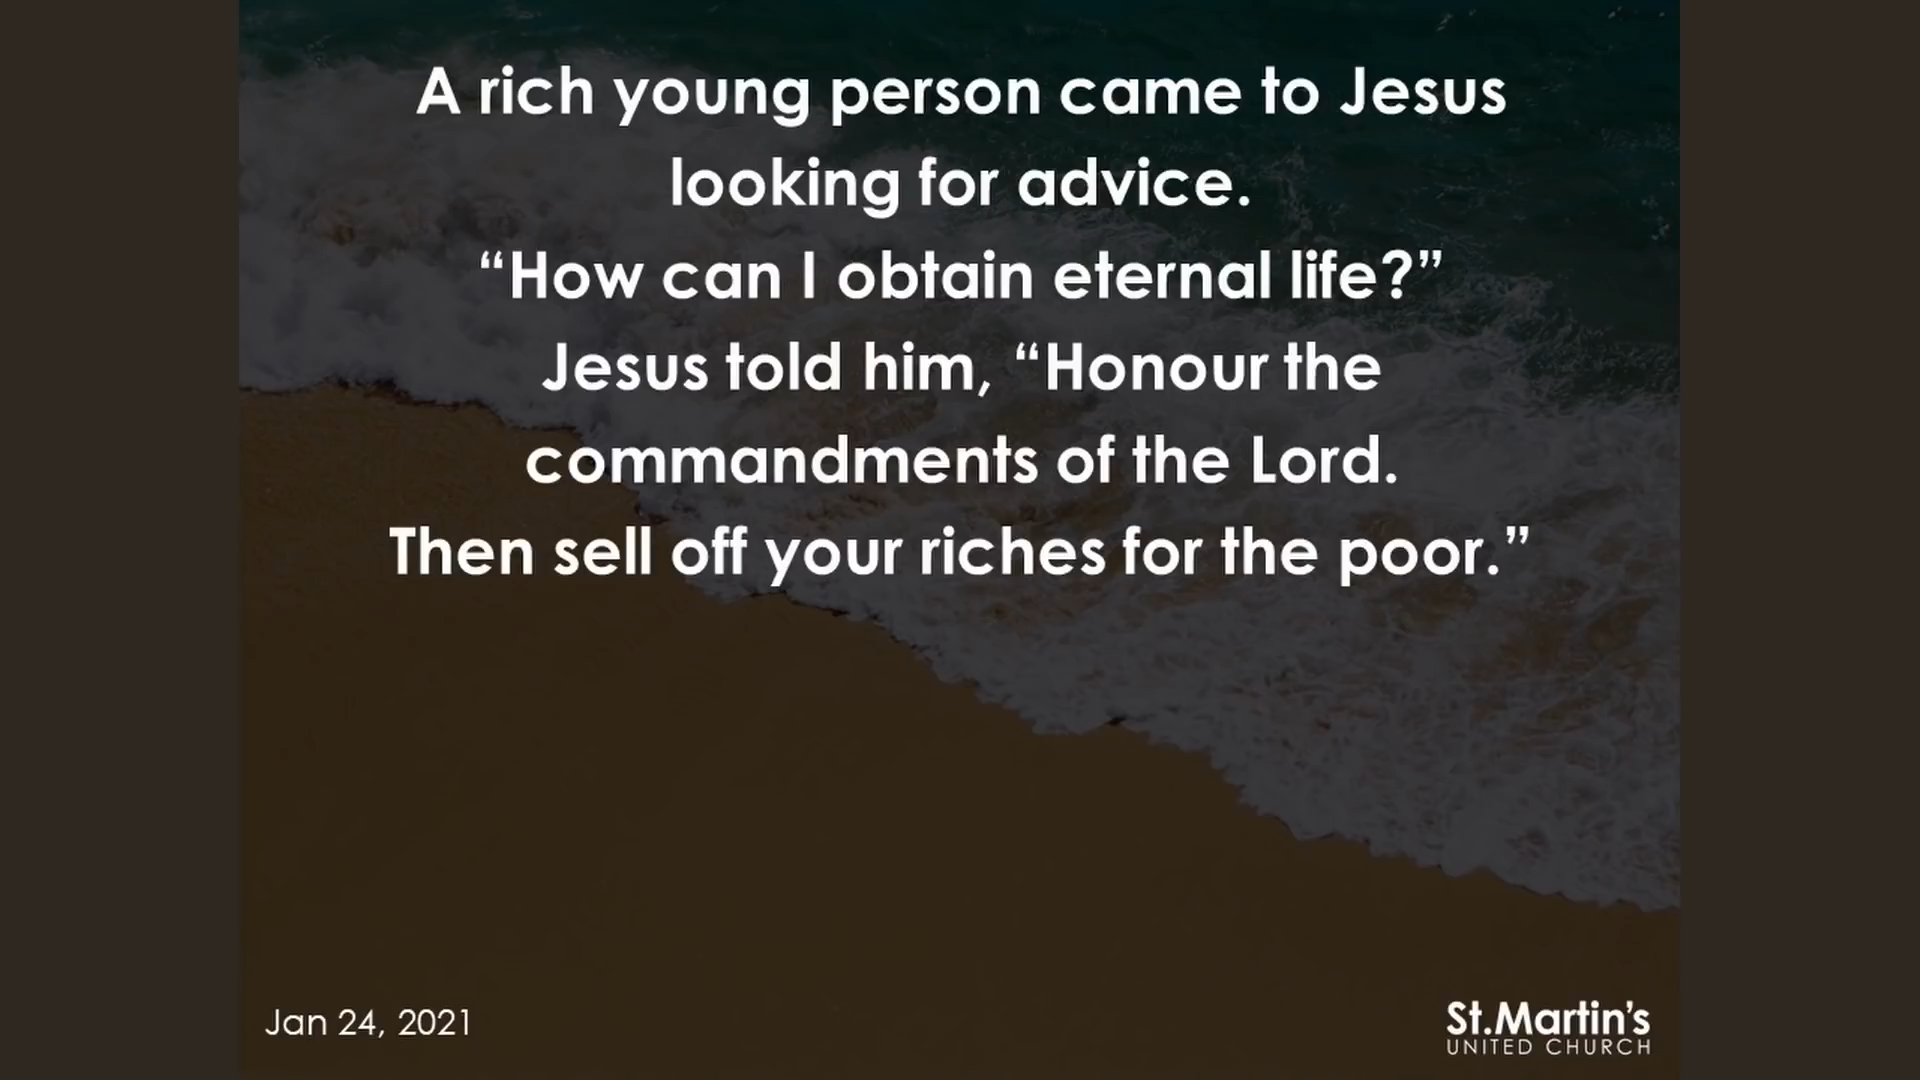 A rich young person came to Jesus
looking for advice.
“How can I obtain eternal life?”
Jesus told him, “Honour the
commandments of the Lord.
Then sell off your riches for the poor.”
Jan 24, 2021
St.Martin’s
UNITED CHURCH